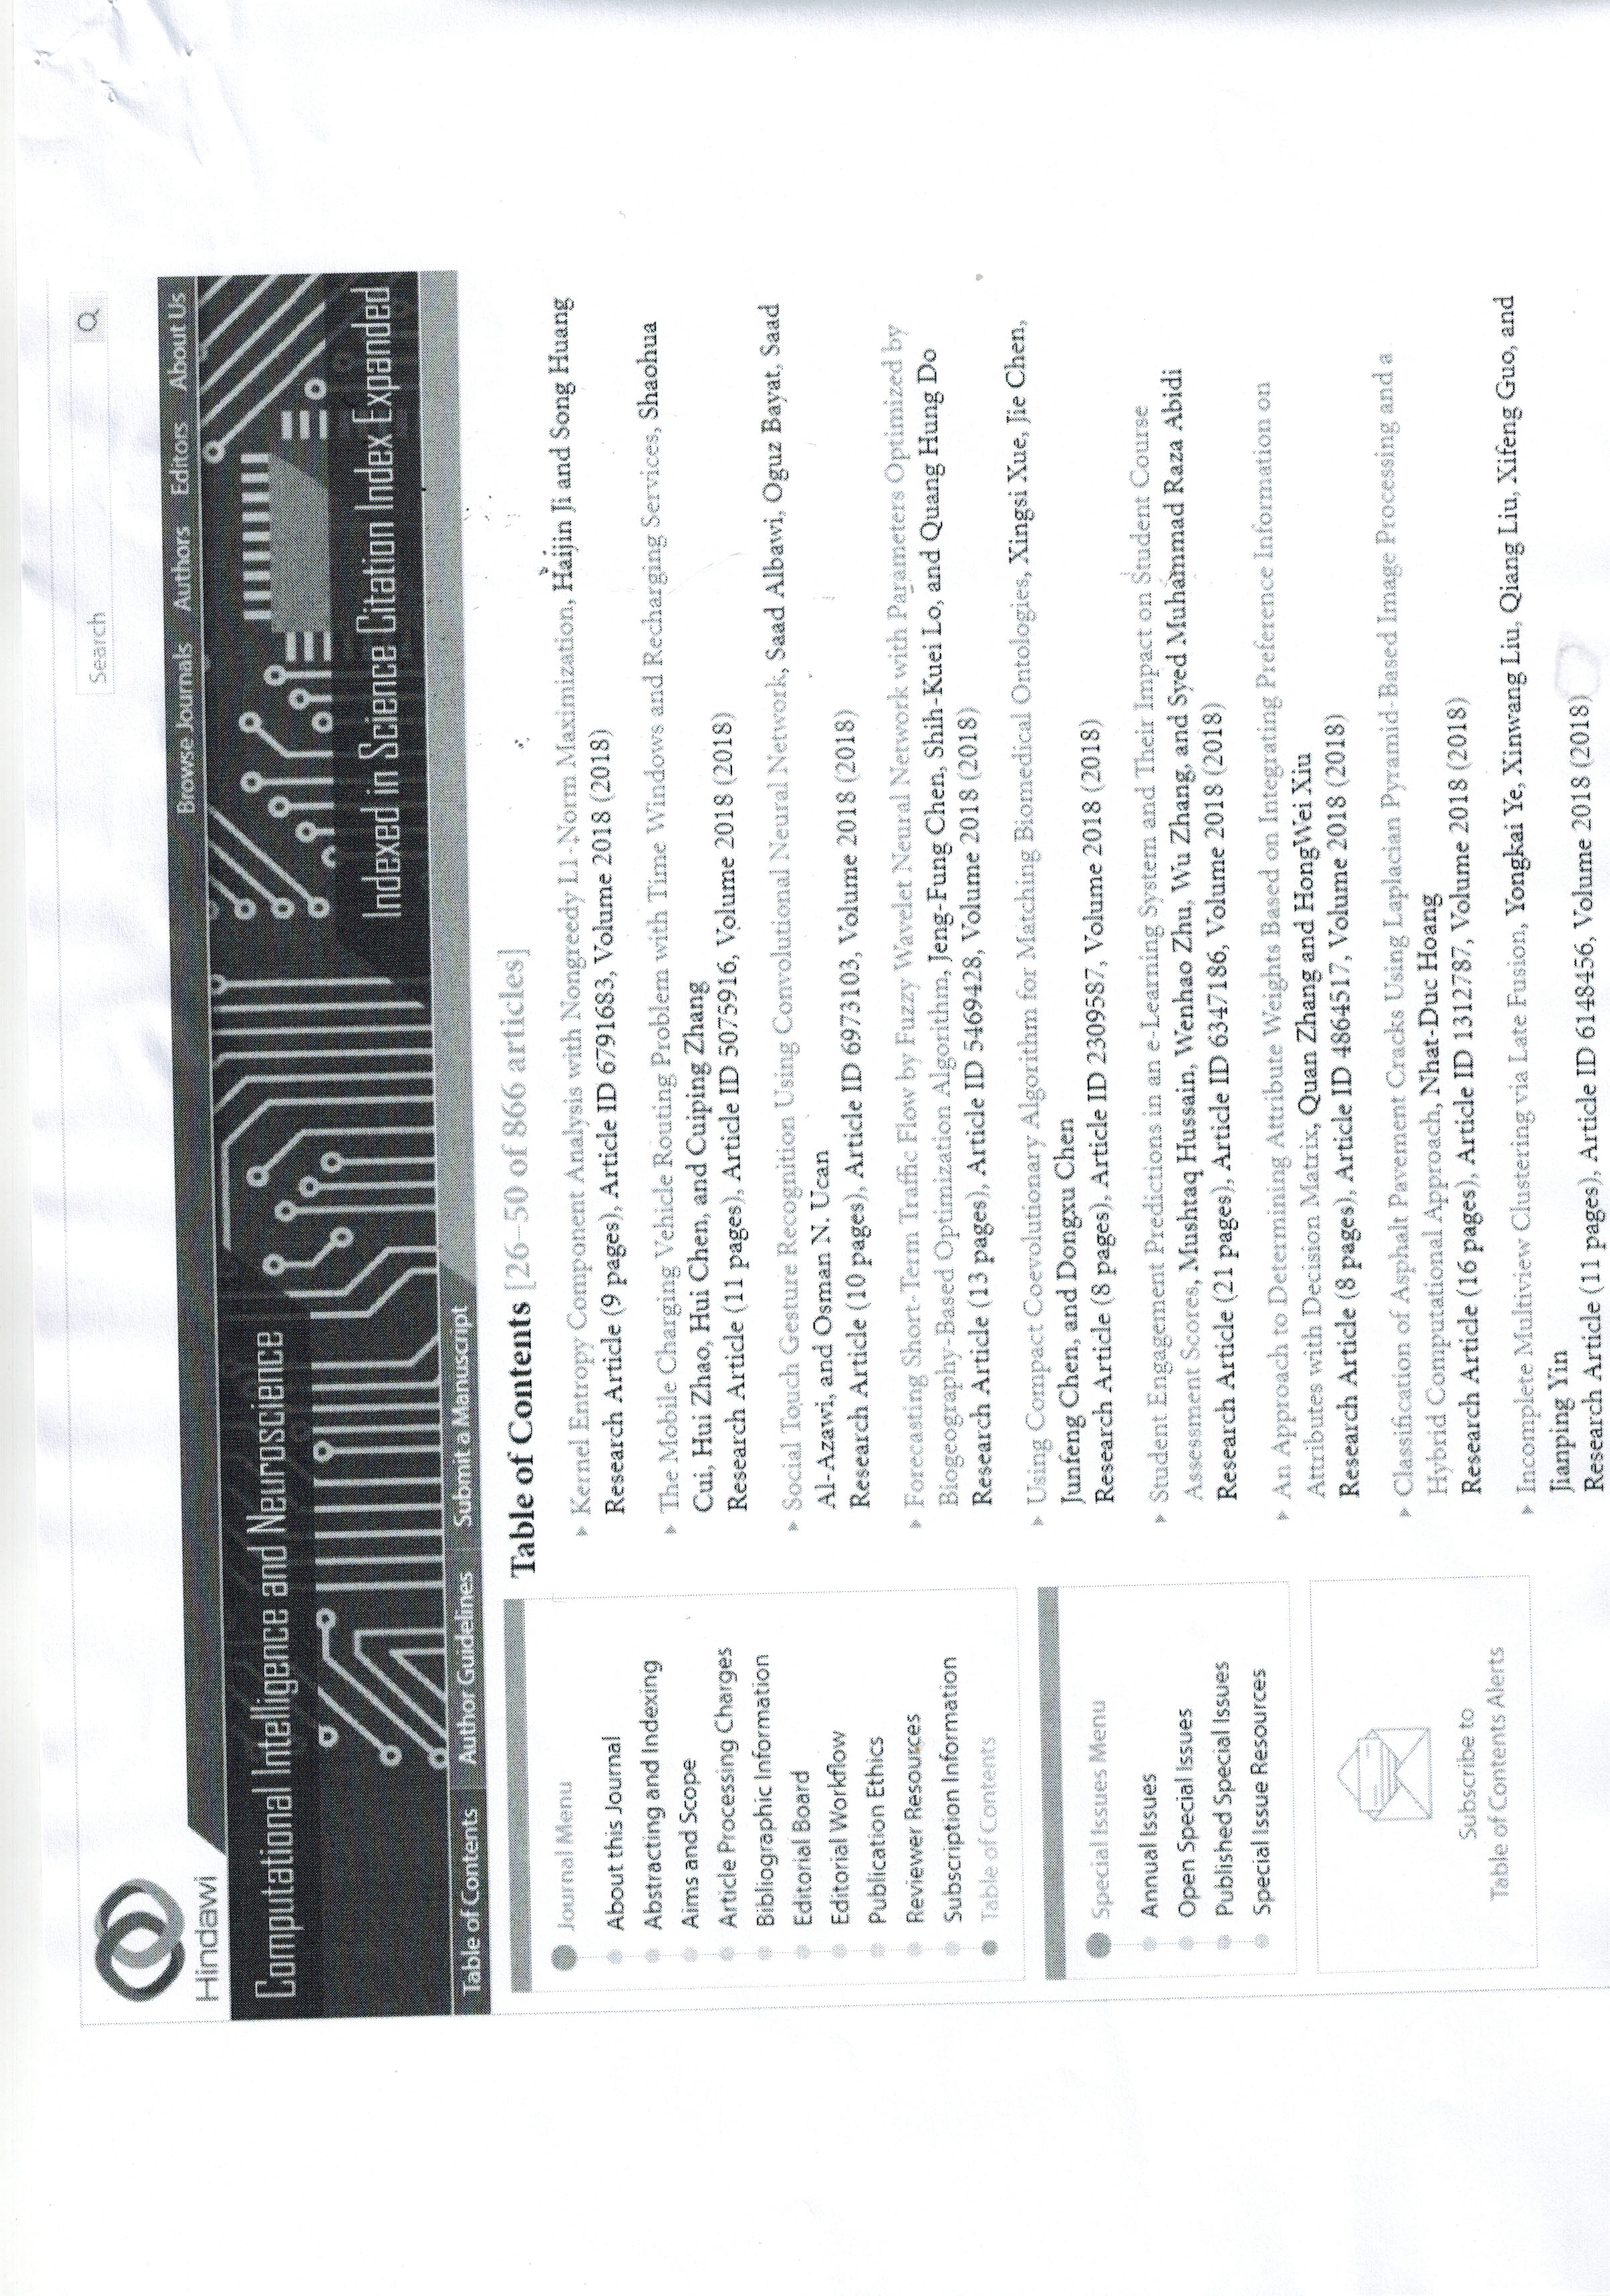 Search
Hindawi
Browse Journals Authors Editors About Us
Computational Intelligence and Neuroscience
Indexed in Science Citation Index Expanded
Table of Contents Author Guidelines Submit a Manuscript
Journal Menu
About this Journal
Abstracting and Indexing
Aims and Scope
Article Processing Charges
Bibliographic Information
Editorial Board
Editorial Workflow
Publication Ethics
Reviewer Resources
Subscription Information
Table of Contents
Special Issues Menu
Annual Issues
Open Special Issues
Published Special Issues
Special Issue Resources
Subscribe to
Table of Contents Alerts
Table of Contents [26–50 of 866 articles]
Kernel Entropy Component Analysis with Nongreedy L1-Norm Maximization, Haijin Ji and Song Huang
Research Article (9 pages), Article ID 6791683, Volume 2018 (2018)
The Mobile Charging Vehicle Routing Problem with Time Windows and Recharging Services, Shaohua
Cui, Hui Zhao, Hui Chen, and Cuiping Zhang
Research Article (11 pages), Article ID 5075916, Volume 2018 (2018)
Social Touch Gesture Recognition Using Convolutional Neural Network, Saad Albawi, Oguz Bayat, Saad
Al-Azawi, and Osman N. Ucan
Research Article (10 pages), Article ID 6973103, Volume 2018 (2018)
Forecasting Short-Term Traffic Flow by Fuzzy Wavelet Neural Network with Parameters Optimized by
Biogeography-Based Optimization Algorithm, Jeng-Fung Chen, Shih-Kuei Lo, and Quang Hung Do
Research Article (13 pages), Article ID 5469428, Volume 2018 (2018)
Using Compact Coevolutionary Algorithm for Matching Biomedical Ontologies, Xingsi Xue, Jie Chen,
Junfeng Chen, and Dongxu Chen
Research Article (8 pages), Article ID 2309587, Volume 2018 (2018)
Student Engagement Predictions in an e-Learning System and Their Impact on Student Course
Assessment Scores, Mushtaq Hussain, Wenhao Zhu, Wu Zhang, and Syed Muhammad Raza Abidi
Research Article (21 pages), Article ID 6347186, Volume 2018 (2018)
An Approach to Determining Attribute Weights Based on Integrating Preference Information on
Attributes with Decision Matrix, Quan Zhang and HongWei Xiu
Research Article (8 pages), Article ID 4864517, Volume 2018 (2018)
Classification of Asphalt Pavement Cracks Using Laplacian Pyramid-Based Image Processing and a
Hybrid Computational Approach, Nhat-Duc Hoang
Research Article (16 pages), Article ID 1312787, Volume 2018 (2018)
Incomplete Multiview Clustering via Late Fusion, Yongkai Ye, Xinwang Liu, Qiang Liu, Xifeng Guo, and
Jianping Yin
Research Article (11 pages), Article ID 6148456, Volume 2018 (2018)